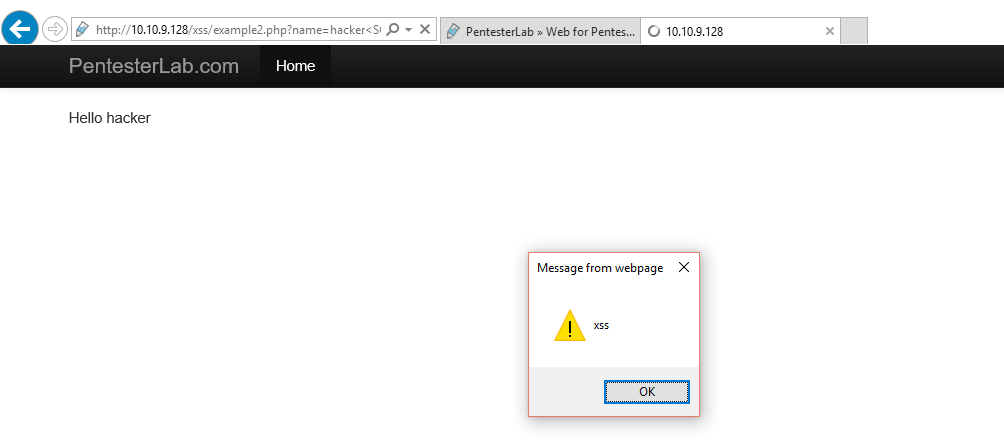 http://10.10.9.128/xss/example2.php?name=hacker<S
PentesterLab » Web for Pentes...
10.10.9.128
PentesterLab.com
Home
Hello hacker
Message from webpage
xss
OK